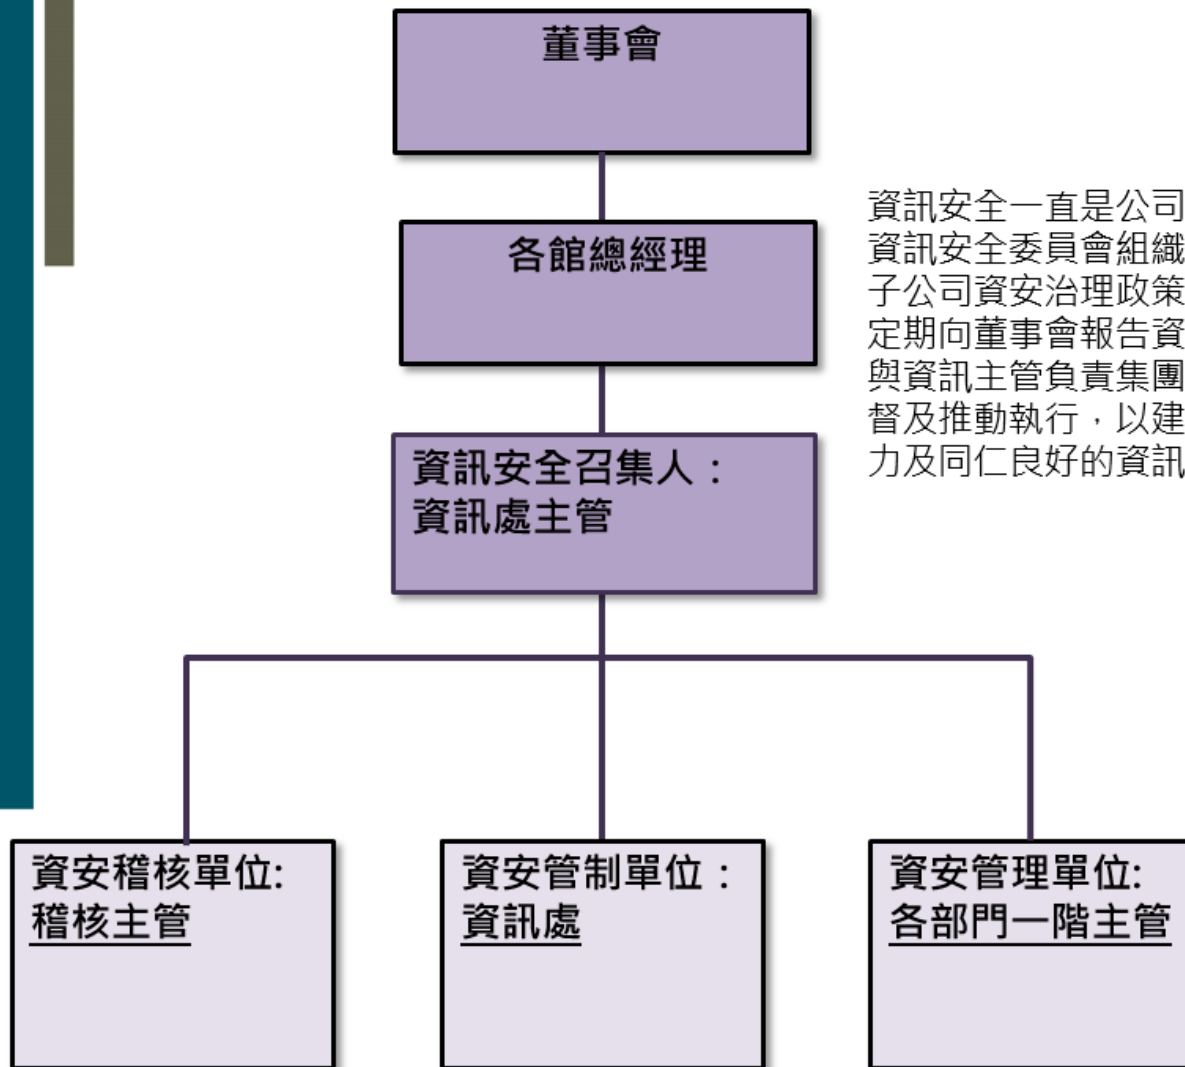 董事會
各館總經理
資訊安全一直是公司
資訊安全委員會組織
子公司資安治理政策
定期向董事會報告資
與資訊主管負責集團
督及推動執行，以建
力及同仁良好的資訊
資訊安全召集人：
資訊處主管
資安稽核單位:
稽核主管
資安管制單位：
資訊處
資安管理單位:
各部門一階主管